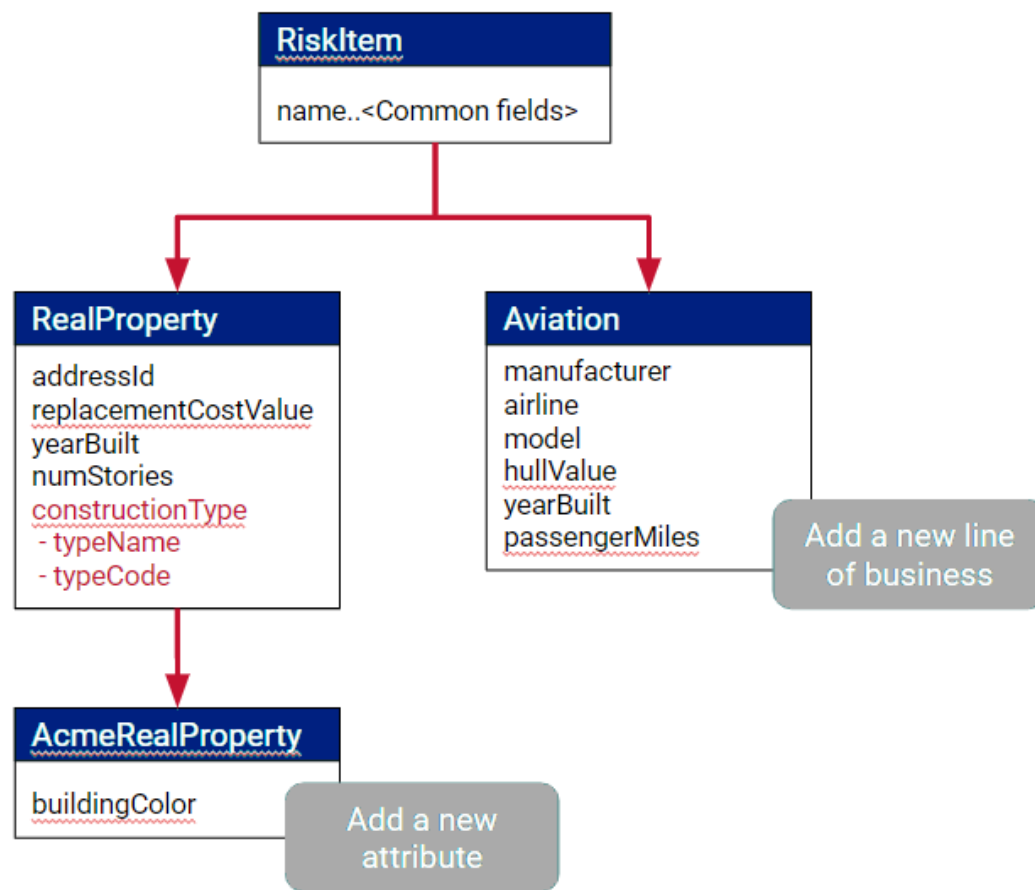 RiskItem
name..<Common fields>
RealProperty
addressId
replacementCostValue
yearBuilt
numStories
constructionType
- typeName
- typeCode
Aviation
manufacturer
airline
model
hullValue
yearBuilt
passengerMiles
Add a new line
of business
AcmeRealProperty
buildingColor
Add a new
attribute